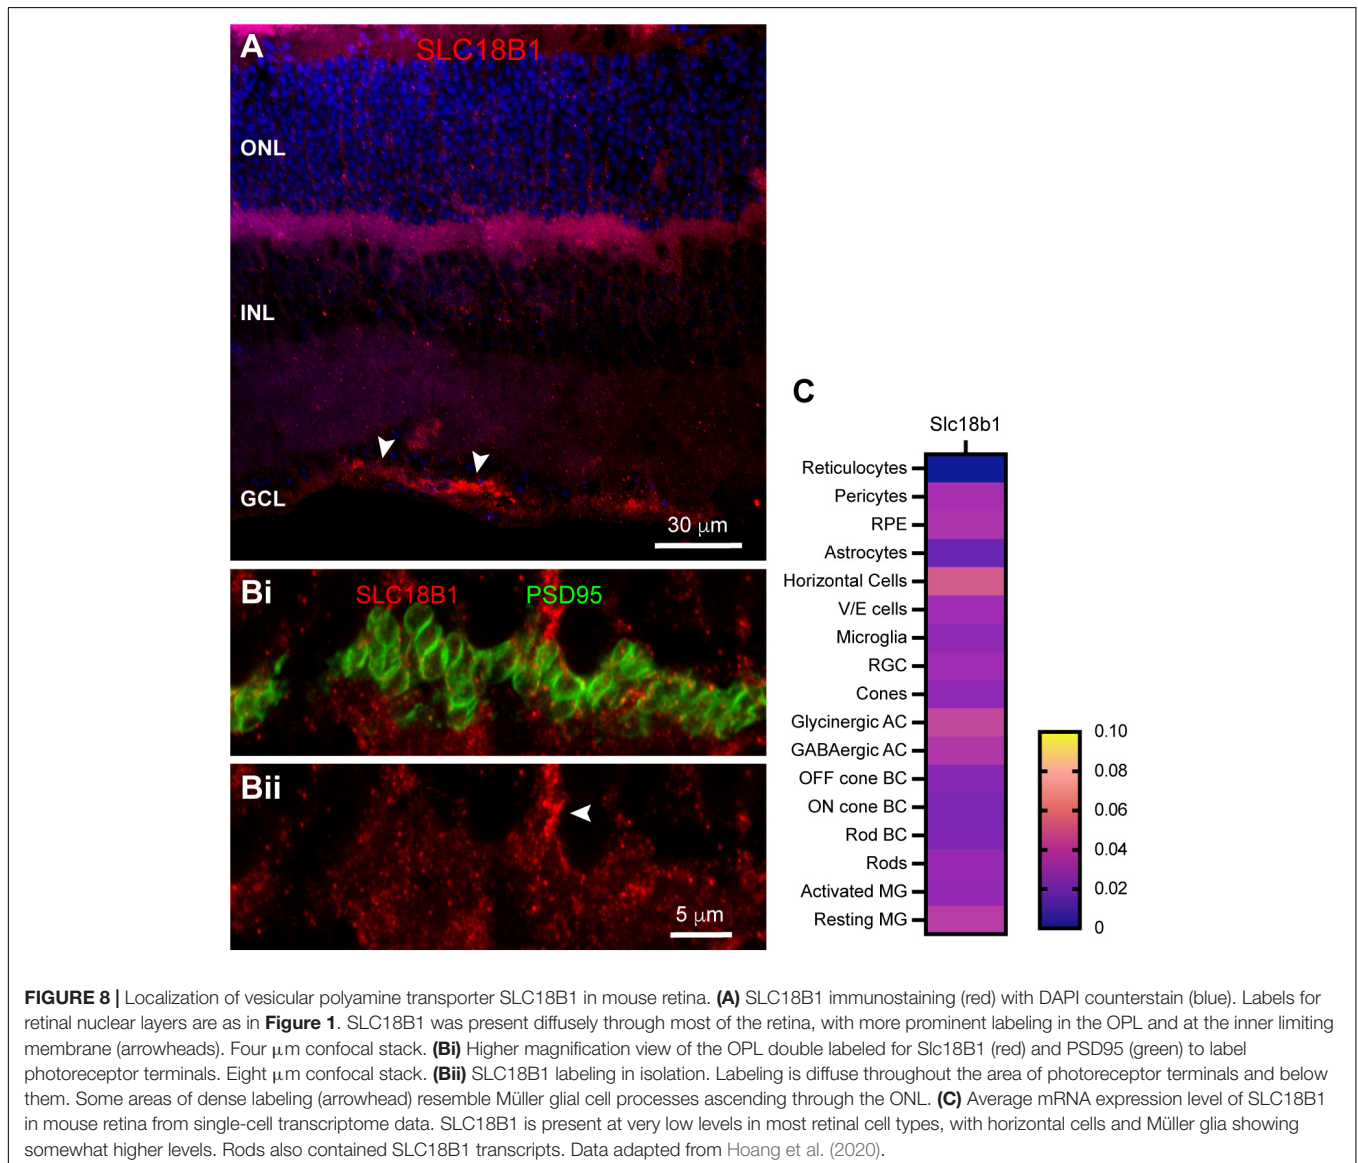 A
SLC18B1
ONL
INL
GCL
30 μm
Bi
SLC18B1
PSD95
Bii
5 μm
C
Slc18b1
Reticulocytes
Pericytes
RPE
Astrocytes
Horizontal Cells
V/E cells
Microglia
RGC
Cones
Glycinergic AC
GABAergic AC
OFF cone BC
ON cone BC
Rod BC
Rods
Activated MG
Resting MG
0.10
0.08
0.06
0.04
0.02
0
FIGURE 8 | Localization of vesicular polyamine transporter SLC18B1 in mouse retina. (A) SLC18B1 immunostaining (red) with DAPI counterstain (blue). Labels for
retinal nuclear layers are as in Figure 1. SLC18B1 was present diffusely through most of the retina, with more prominent labeling in the OPL and at the inner limiting
membrane (arrowheads). Four μm confocal stack. (Bi) Higher magnification view of the OPL double labeled for Slc18B1 (red) and PSD95 (green) to label
photoreceptor terminals. Eight μm confocal stack. (Bii) SLC18B1 labeling in isolation. Labeling is diffuse throughout the area of photoreceptor terminals and below
them. Some areas of dense labeling (arrowhead) resemble Müller glial cell processes ascending through the ONL. (C) Average mRNA expression level of SLC18B1
in mouse retina from single-cell transcriptome data. SLC18B1 is present at very low levels in most retinal cell types, with horizontal cells and Müller glia showing
somewhat higher levels. Rods also contained SLC18B1 transcripts. Data adapted from Hoang et al. (2020).